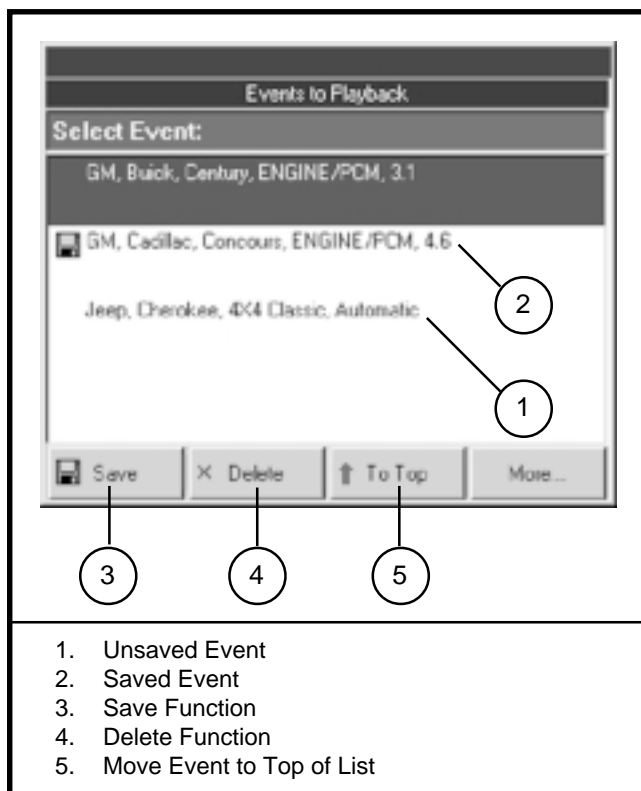 Events to Playback
Select Event:
GM, Buick, Century, ENGINE/PCM, 3.1
GM, Cadillac, Concours, ENGINE/PCM, 4.6
2
Jeep, Cherokee, 4X4 Classic, Automatic
1
Save
× Delete
To Top
More...
3
4
5
1. Unsaved Event
2. Saved Event
3. Save Function
4. Delete Function
5. Move Event to Top of List